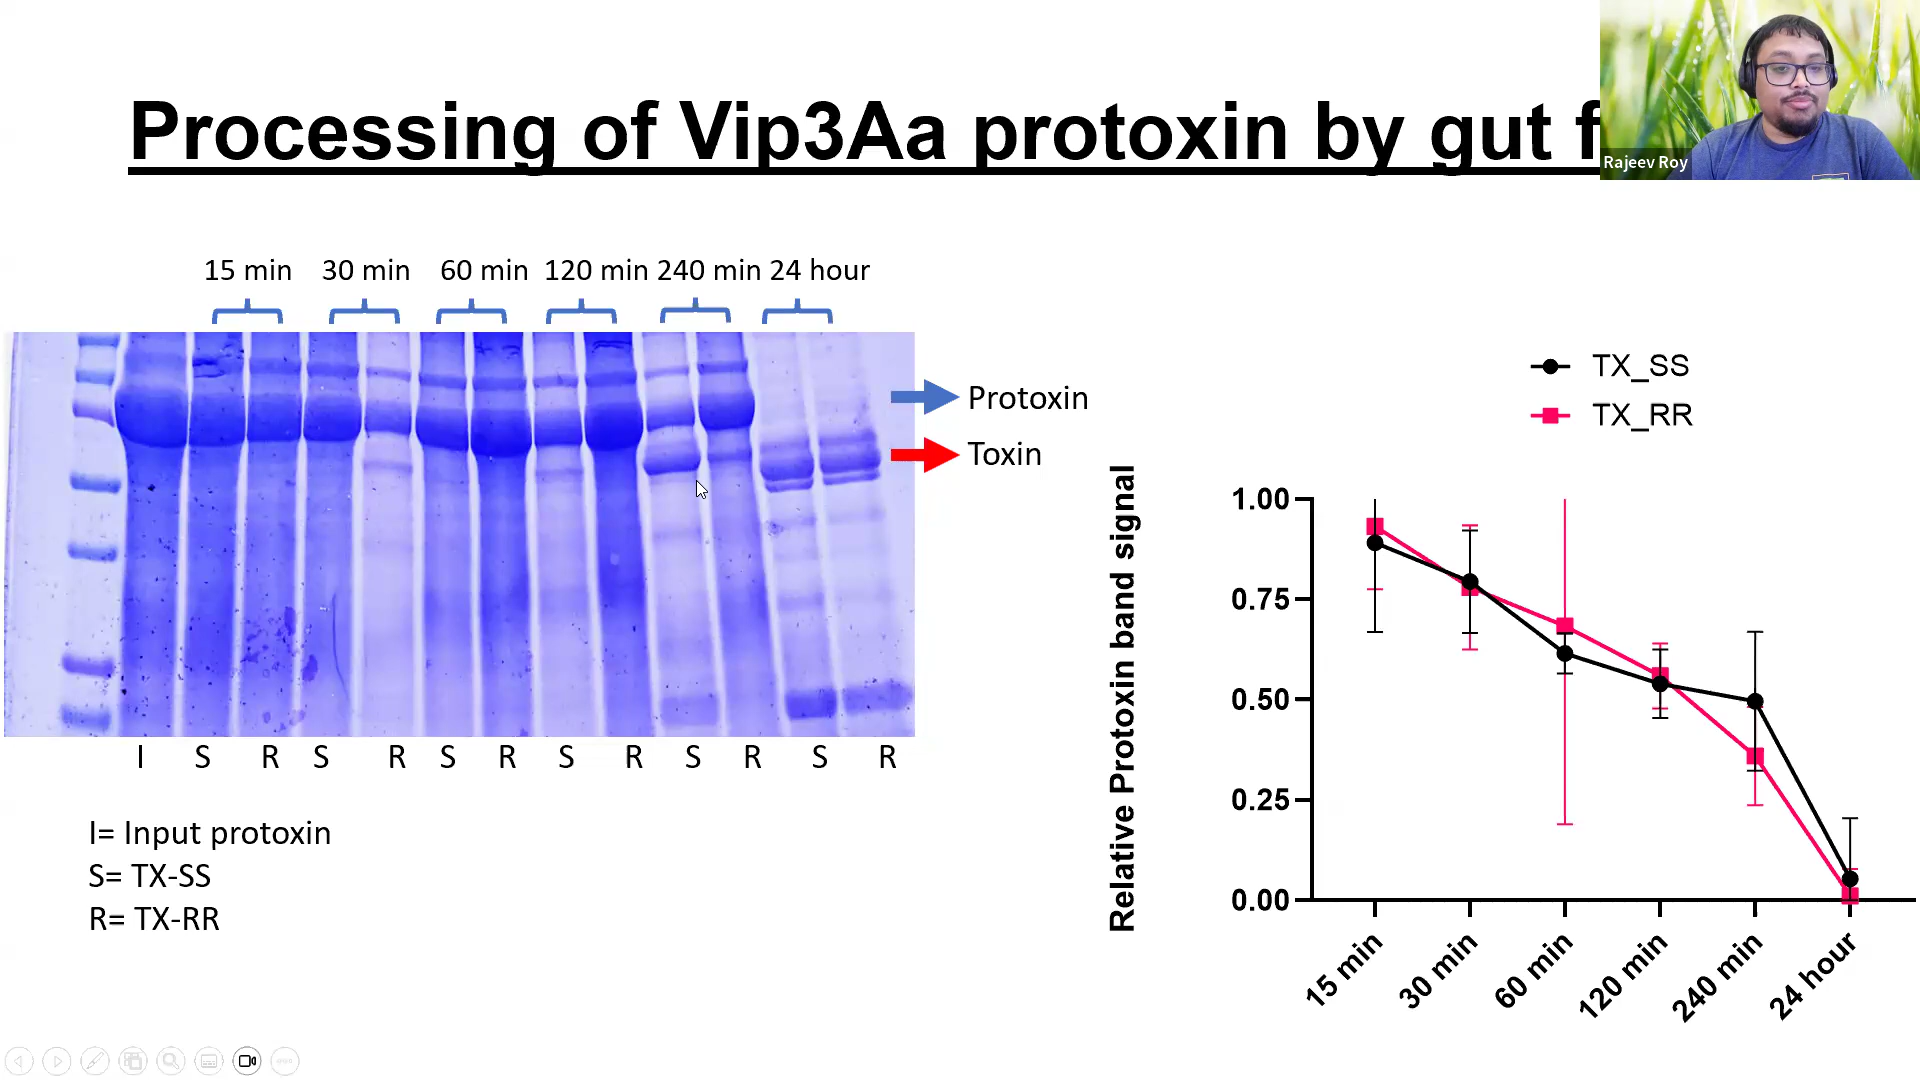 Processing of Vip3Aa protoxin by gut f
Rajeev Roy
15 min 30 min 60 min 120 min 240 min 24 hour
Protoxin
Toxin
I S R S R S R S R S R S R
I= Input protoxin
S= TX-SS
R= TX-RR
TX_SS
TX_RR
Relative Protoxin band signal
1.00
0.75
0.50
0.25
0.00
15 min
30 min
60 min
120 min
240 min
24 hour